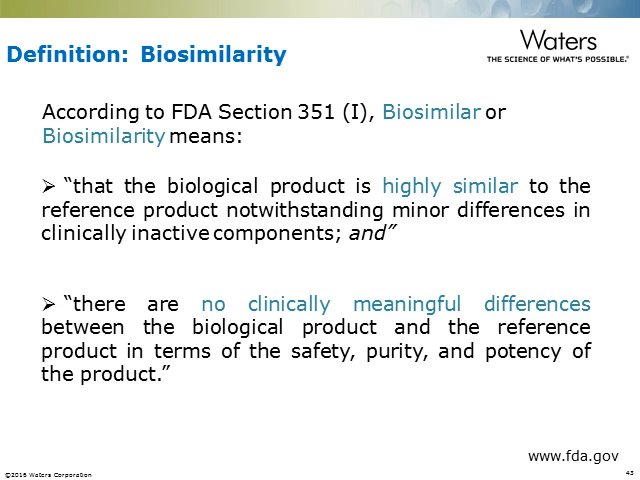 Waters
THE SCIENCE OF WHAT'S POSSIBLE.®
Definition: Biosimilarity
According to FDA Section 351 (I), Biosimilar or
Biosimilarity means:
➢ “that the biological product is highly similar to the
reference product notwithstanding minor differences in
clinically inactive components; and”
➢ “there are no clinically meaningful differences
between the biological product and the reference
product in terms of the safety, purity, and potency of
the product.”
www.fda.gov
©2016 Waters Corporation
43